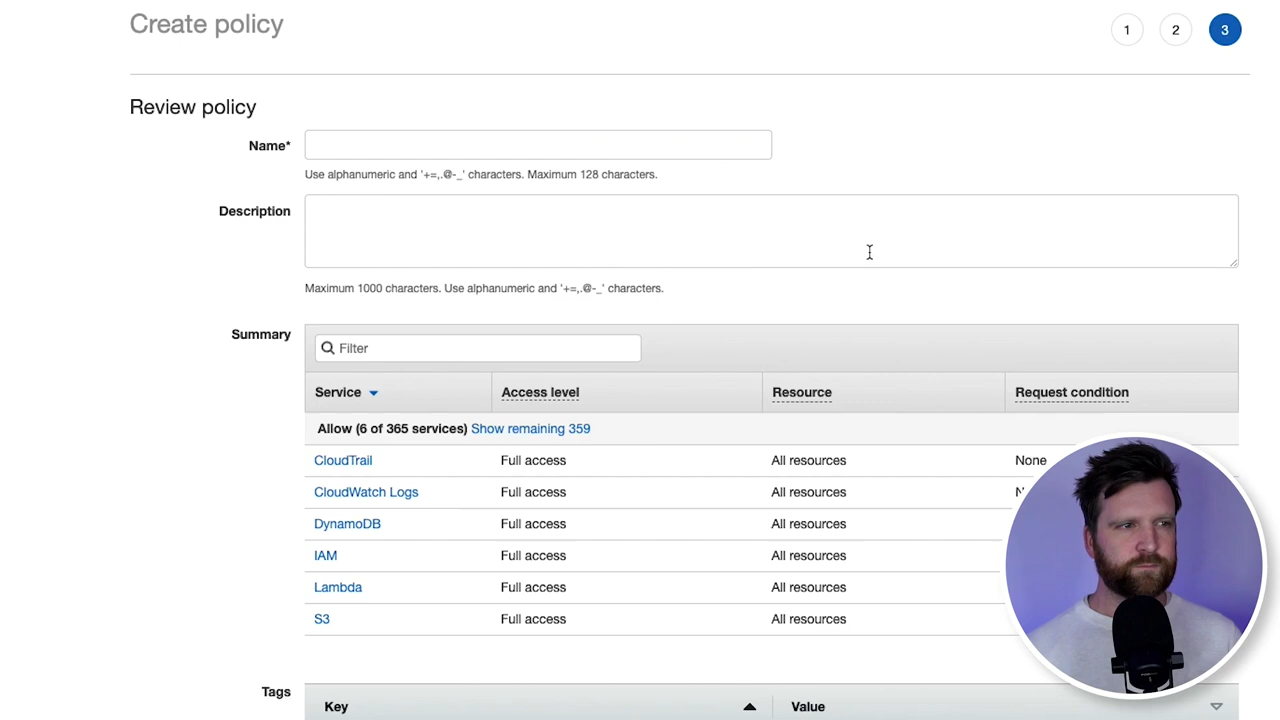 Create policy
1 2 3
Review policy
Name*
Use alphanumeric and '+=,.@-_' characters. Maximum 128 characters.
Description
Maximum 1000 characters. Use alphanumeric and '+=,.@-_' characters.
Summary
Filter
Service Access level Resource Request condition
Allow (6 of 365 services) Show remaining 359
CloudTrail Full access All resources None
CloudWatch Logs Full access All resources
DynamoDB Full access All resources
IAM Full access All resources
Lambda Full access All resources
S3 Full access All resources
Tags
Key Value